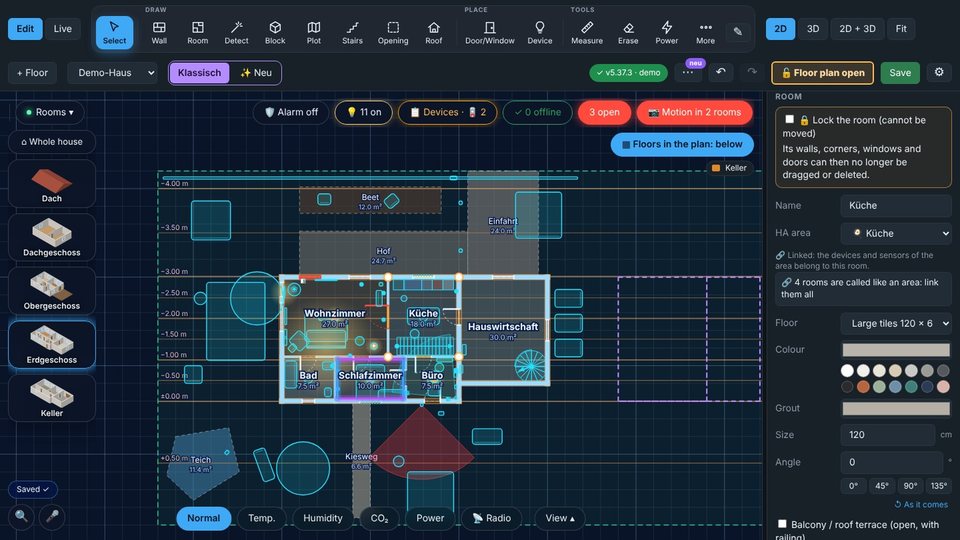 DRAW
PLACE
TOOLS
Edit
Live
Select
Wall
Room
Detect
Block
Plot
Stairs
Opening
Roof
Door/Window
Device
Measure
Erase
Power
More
2D
3D
2D + 3D
Fit
+ Floor
Demo-Haus
Klassisch
✨ Neu
✓ v5.37.3 · demo
neu
Floor plan open
Save
Rooms ▾
Alarm off
11 on
Devices · 2
✓ 0 offline
3 open
Motion in 2 rooms
Floors in the plan: below
Keller
⌂ Whole house
Dach
Dachgeschoss
Obergeschoss
Erdgeschoss
Keller
−4.00 m
−3.50 m
−3.00 m
−2.50 m
−2.00 m
−1.50 m
−1.00 m
−0.50 m
±0.00 m
+0.50 m
Beet
12.0 m²
Einfahrt
24.0 m²
Hof
24.7 m²
Wohnzimmer
27.0 m²
Küche
18.0 m²
Hauswirtschaft
30.0 m²
Bad
7.5 m²
Schlafzimmer
10.0 m²
Büro
7.5 m²
Teich
11.4 m²
Kiesweg
6.6 m²
Saved ✓
Normal
Temp.
Humidity
CO₂
Power
Radio
View ▴
ROOM
Lock the room (cannot be
moved)
Its walls, corners, windows and
doors can then no longer be
dragged or deleted.
Name
Küche
HA area
Küche
Linked: the devices and sensors of the
area belong to this room.
4 rooms are called like an area: link
them all
Floor
Large tiles 120 × 6
Colour
Grout
Size
120
cm
Angle
0
°
0°
45°
90°
135°
As it comes
Balcony / roof terrace (open, with
railing)